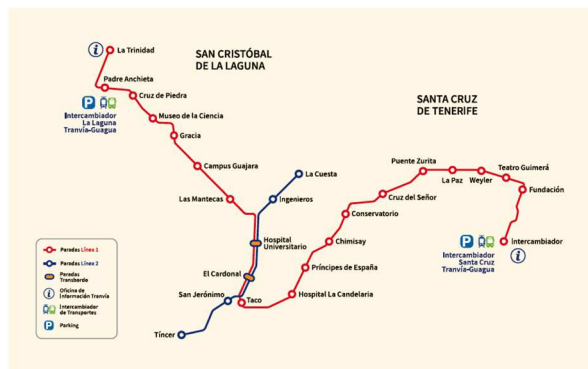 SAN CRISTÓBAL
DE LA LAGUNA
SANTA CRUZ
DE TENERIFE
i
La Trinidad
Padre Anchieta
P
Intercambiador
La Laguna
Tranvía-Guagua
Cruz de Piedra
Museo de la Ciencia
Gracia
Campus Guajara
Las Mantecas
La Cuesta
Ingenieros
Hospital
Universitario
El Cardonal
San Jerónimo
Taco
Tíncer
Hospital La Candelaria
Príncipes de España
Chimisay
Conservatorio
Cruz del Señor
Puente Zurita
La Paz
Weyler
Teatro Guimerá
Fundación
Intercambiador
P
i
Intercambiador
Santa Cruz
Tranvía-Guagua
Paradas Línea 1
Paradas Línea 2
Paradas
Transbordo
i
Oficina de
Información Tranvía
Intercambiador
de Transportes
P
Parking